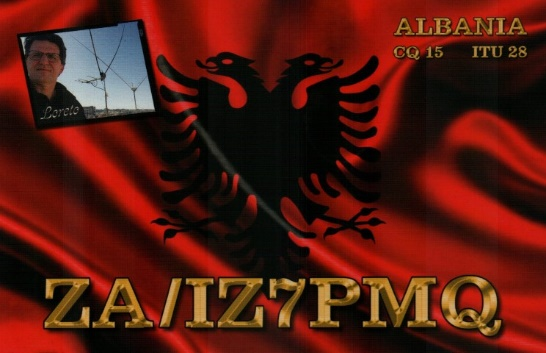 ALBANIA
CQ 15 ITU 28
Loreto
ZA/IZ7PMQ